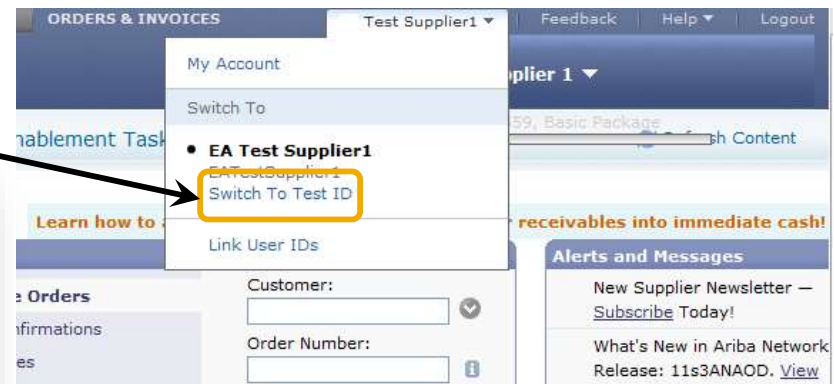 ORDERS & INVOICES Test Supplier1 Feedback Help Logout
My Account
plier 1
Switch To
59, Basic Package
nablement Task sh Content
EA Test Supplier1
EATestSupplier1
Switch To Test ID
Learn how to a r receivables into immediate cash!
Link User IDs
Alerts and Messages
e Orders Customer: New Supplier Newsletter —
Subscribe Today!
nfirmations
Order Number: What's New in Ariba Network
es Release: 11s3ANAOD. View